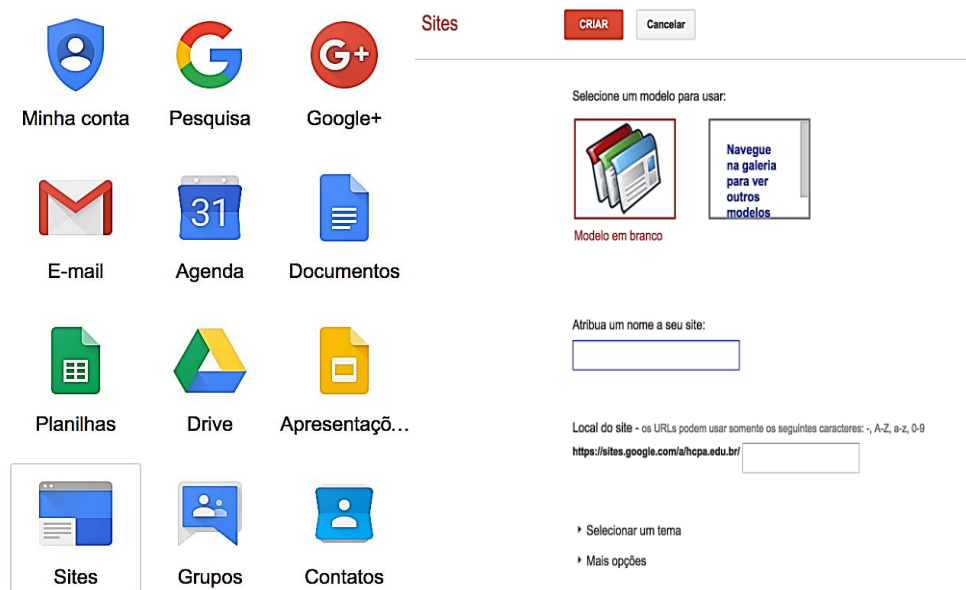 Minha conta
Pesquisa
G+
Google+
E-mail
31
Agenda
Documentos
Planilhas
Drive
Apresentaçõ...
Sites
Grupos
Contatos
Sites
CRIAR
Cancelar
Selecione um modelo para usar:
Navegue
na galeria
para ver
outros
modelos
Modelo em branco
Atribua um nome a seu site:
Local do site - os URLs podem usar somente os seguintes caracteres: -, A-Z, a-z, 0-9
https://sites.google.com/a/hcpa.edu.br/
Selecionar um tema
Mais opções